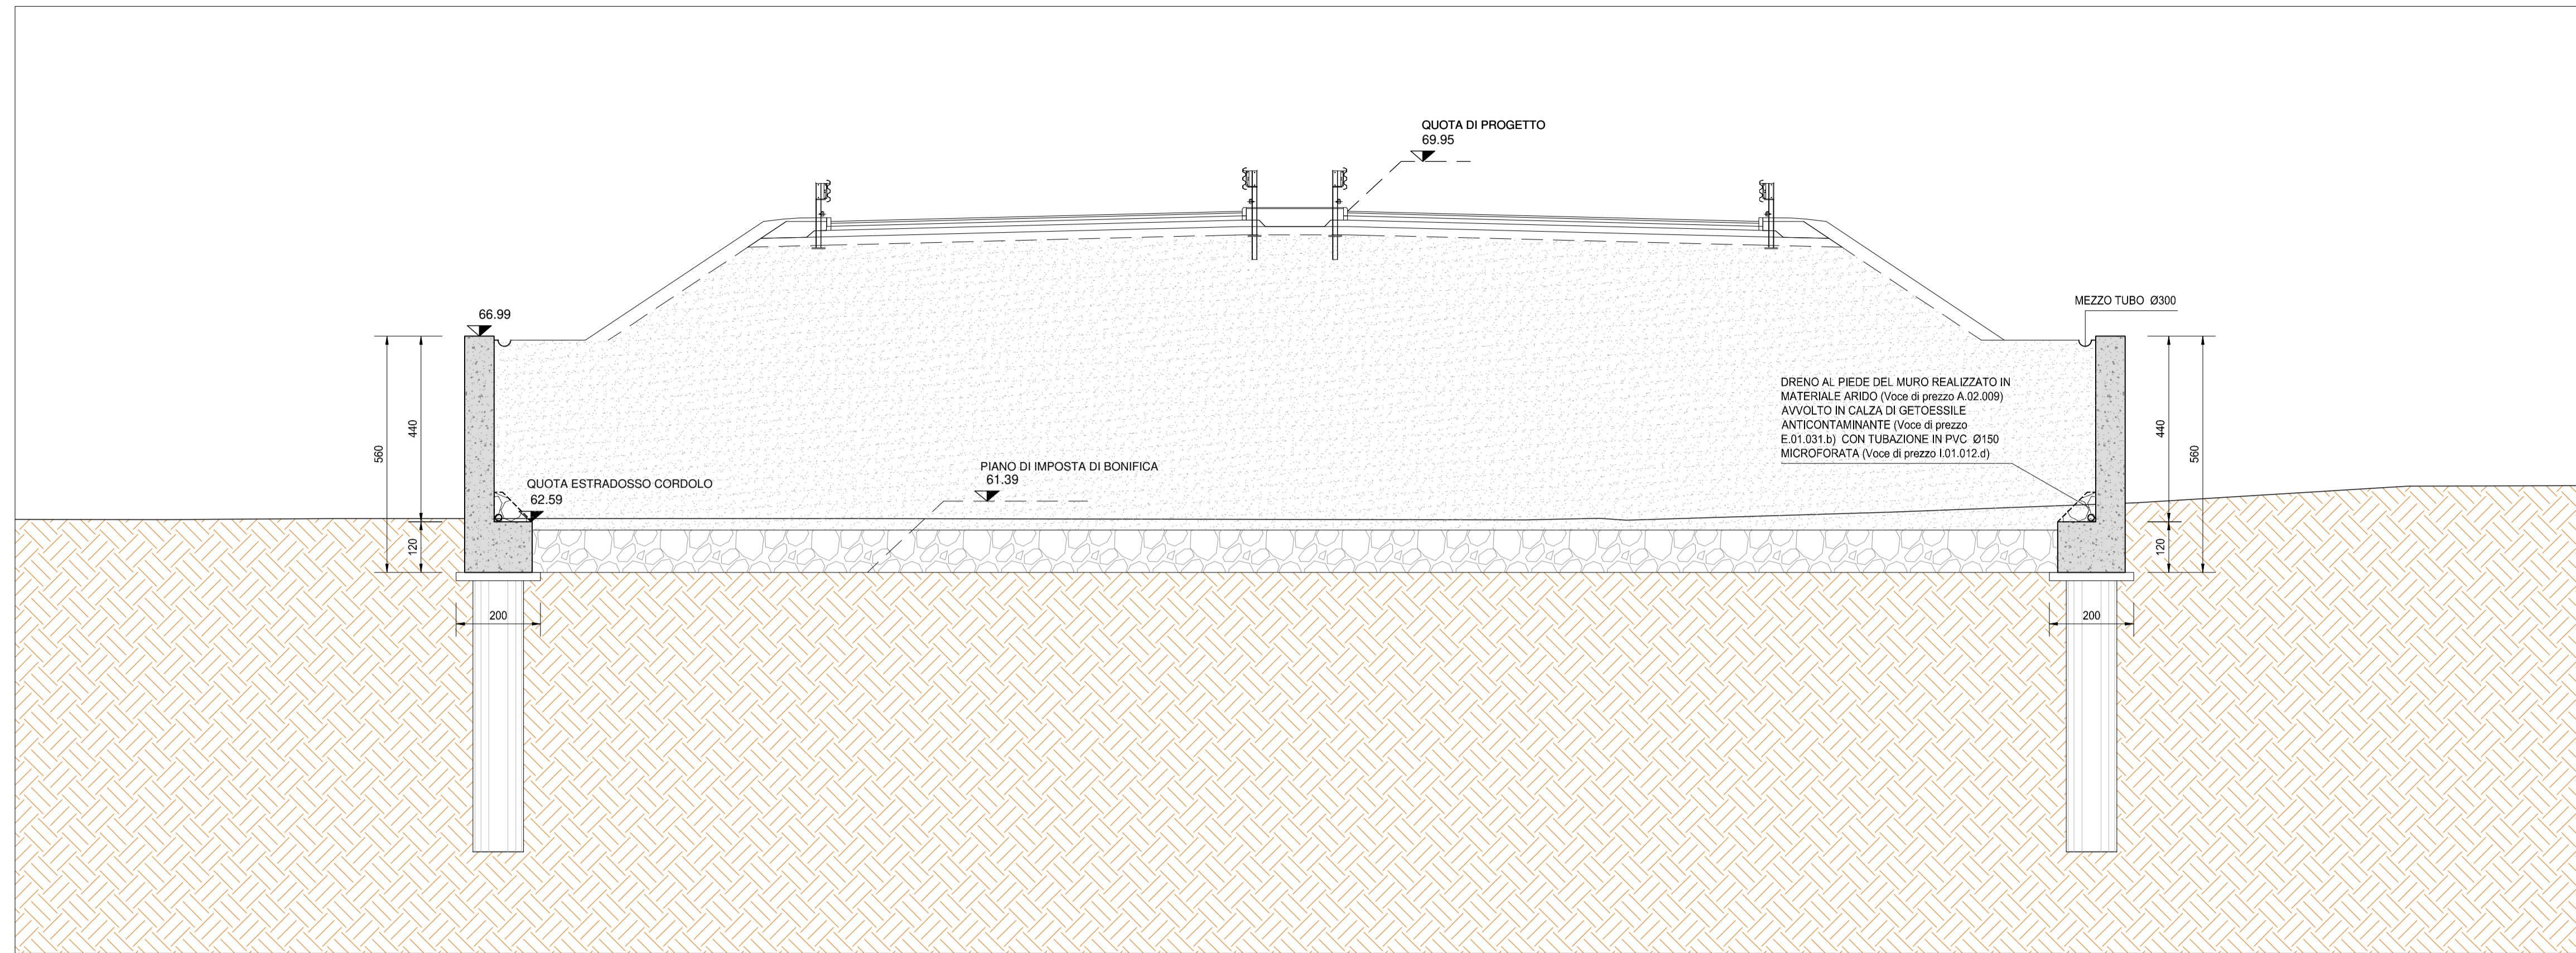 QUOTA DI PROGETTO
69.95
MEZZO TUBO Ø300
66.99
DRENO AL PIEDE DEL MURO REALIZZATO IN
MATERIALE ARIDO (Voce di prezzo A.02.009)
AVVOLTO IN CALZA DI GETOESSILE
ANTICONTAMINANTE (Voce di prezzo
E.01.031.b) CON TUBAZIONE IN PVC Ø150
MICROFORATA (Voce di prezzo I.01.012.d)
560
440
120
QUOTA ESTRADOSSO CORDOLO
62.59
PIANO DI IMPOSTA DI BONIFICA
61.39
440
560
120
200
200